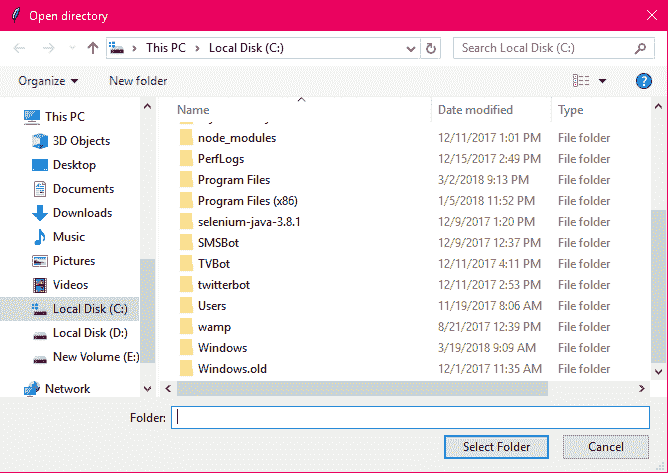 Open directory
This PC > Local Disk (C:)
Search Local Disk (C:)
Organize
New folder
This PC
3D Objects
Desktop
Documents
Downloads
Music
Pictures
Videos
Local Disk (C:)
Local Disk (D:)
New Volume (E:)
Network
Name Date modified Type
node_modules 12/11/2017 1:01 PM File folder
PerfLogs 12/15/2017 2:49 PM File folder
Program Files 3/2/2018 9:13 PM File folder
Program Files (x86) 1/5/2018 11:52 PM File folder
selenium-java-3.8.1 12/9/2017 1:20 PM File folder
SMSBot 12/9/2017 12:37 PM File folder
TVBot 12/11/2017 4:11 PM File folder
twitterbot 12/11/2017 2:53 PM File folder
Users 11/19/2017 8:06 AM File folder
wamp 8/21/2017 12:39 PM File folder
Windows 3/19/2018 9:09 AM File folder
Windows.old 12/1/2017 11:35 AM File folder
Folder:
Select Folder
Cancel